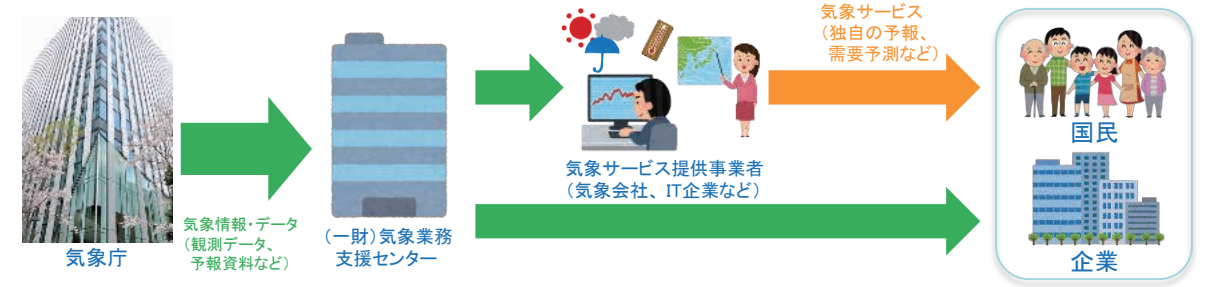 気象庁
気象情報・データ
（観測データ、
予報資料など）
（一財）気象業務
支援センター
気象サービス提供事業者
（気象会社、IT企業など）
気象サービス
（独自の予報、
需要予測など）
国民
企業